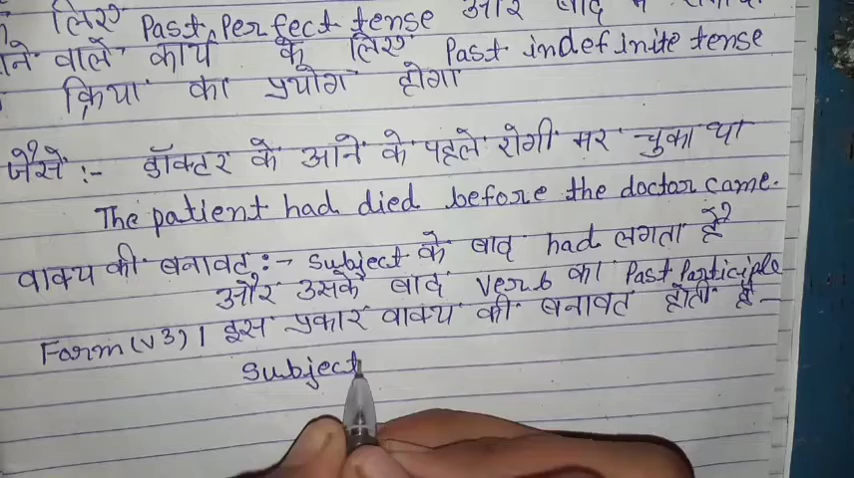 लिए Past Perfect tense और बाद में
वाले कार्य के लिए Past indefinite tense
क्रिया का प्रयोग होगा
जैसे :- डॉक्टर के आने के पहले रोगी मर चुका था
The patient had died before the doctor came.
वाक्य की बनावट :- subject के बाद had लगता है
और उसके बाद verb का Past Participle
Form (v3) । इस प्रकार वाक्य की बनावट होती है -
subject